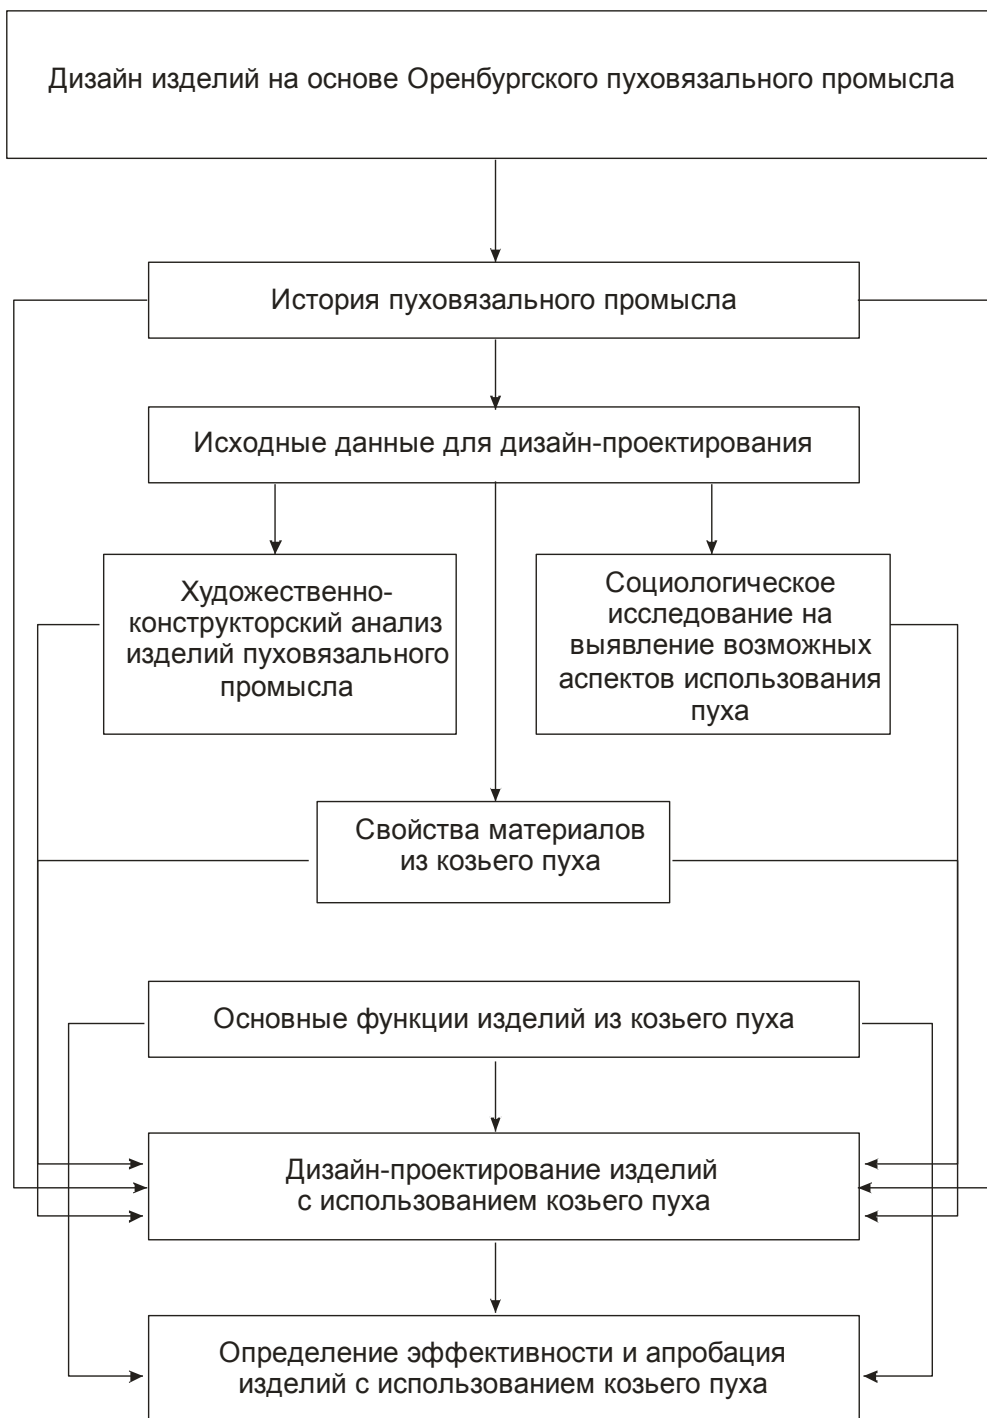 Дизайн изделий на основе Оренбургского пуховязального промысла
История пуховязального промысла
Исходные данные для дизайн-проектирования
Художественно-
конструкторский анализ
изделий пуховязального
промысла
Социологическое
исследование на
выявление возможных
аспектов использования
пуха
Свойства материалов
из козьего пуха
Основные функции изделий из козьего пуха
Дизайн-проектирование изделий
с использованием козьего пуха
Определение эффективности и апробация
изделий с использованием козьего пуха